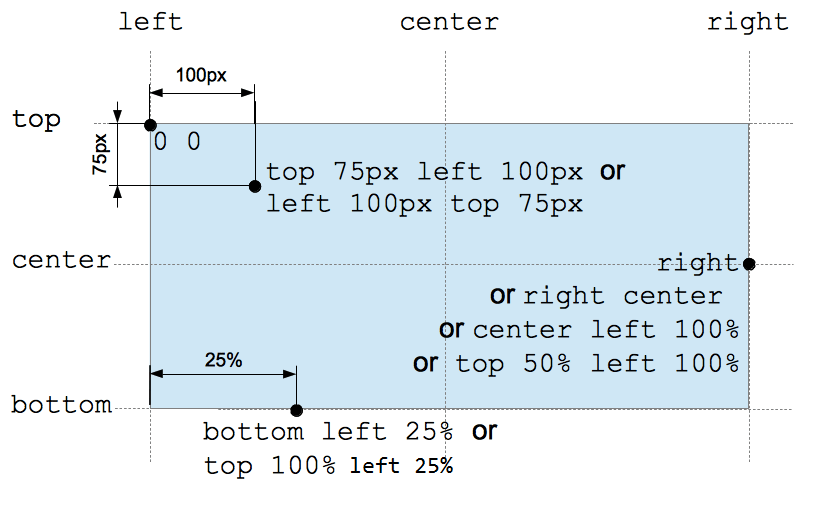 left center right
100px
top
75px
0 0
top 75px left 100px or
left 100px top 75px
center
right
or right center
or center left 100%
or top 50% left 100%
25%
bottom
bottom left 25% or
top 100% left 25%